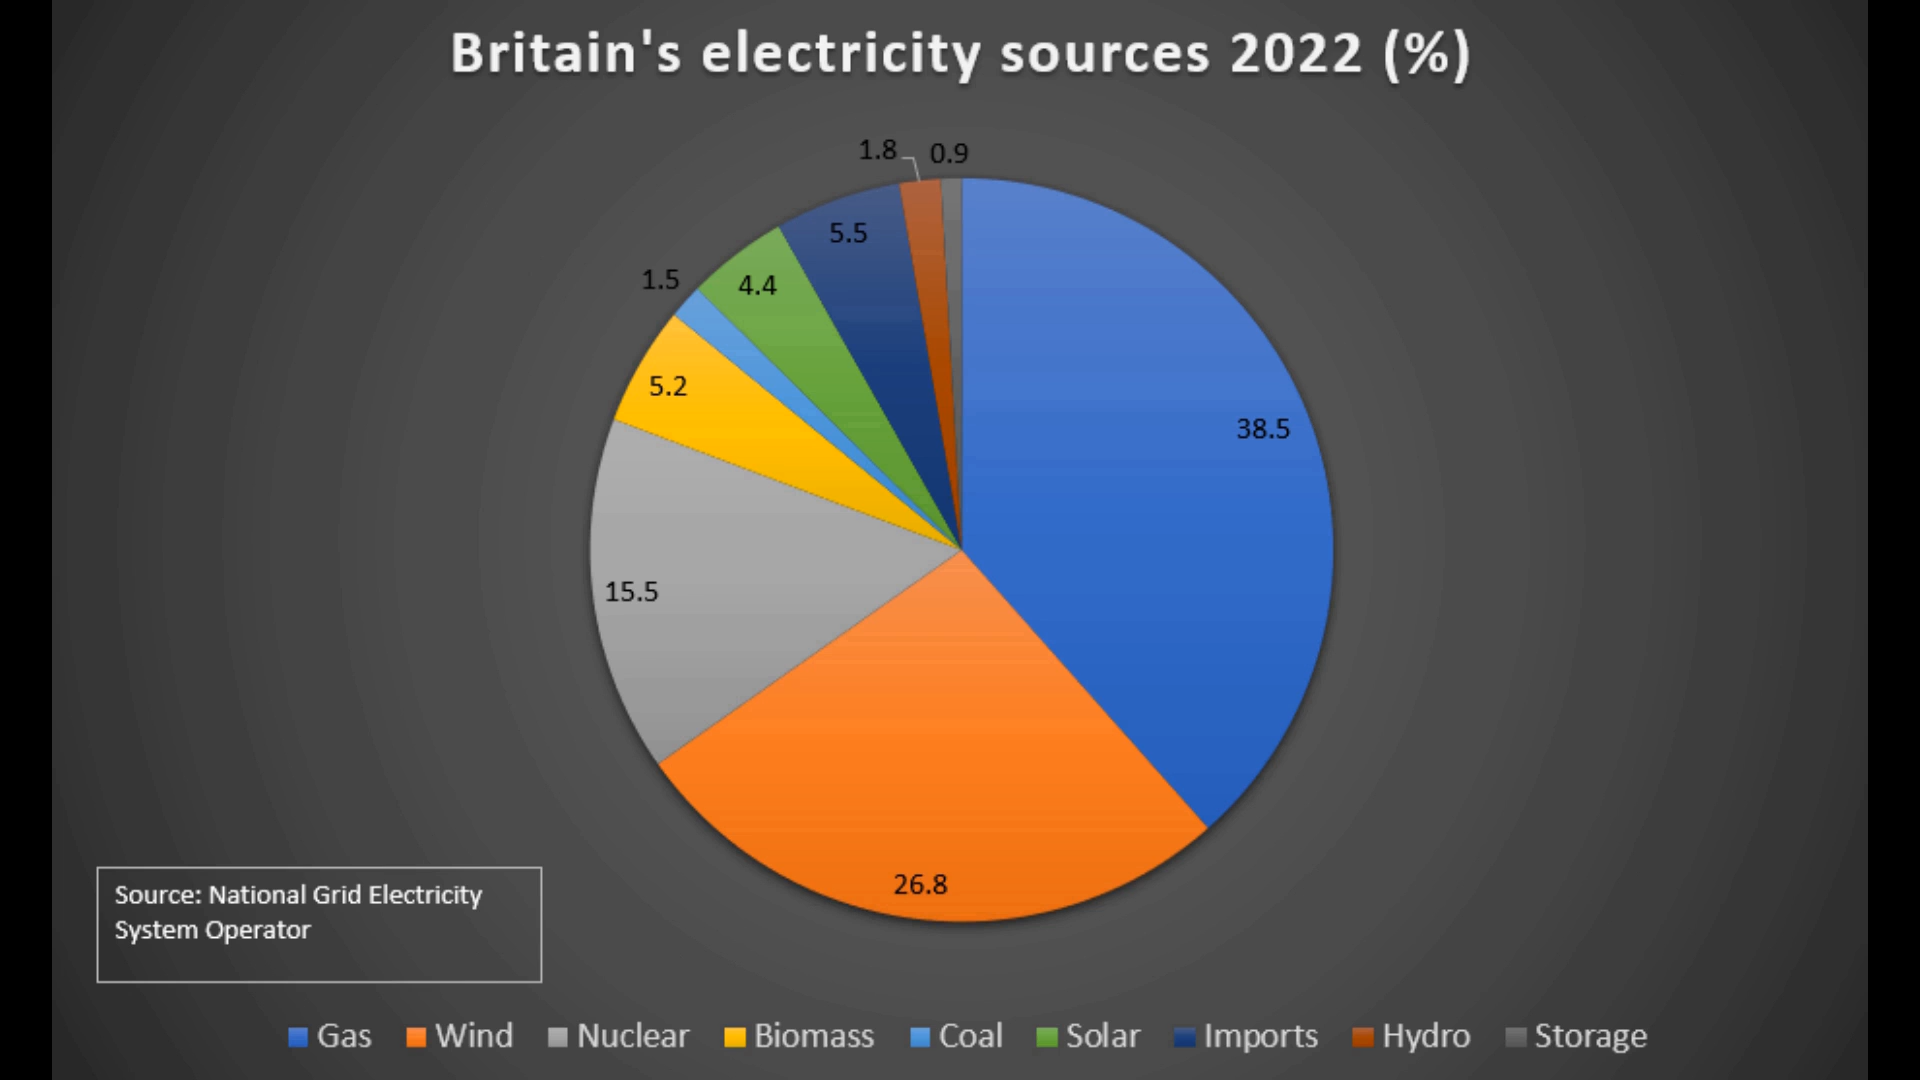 Britain's electricity sources 2022 (%)
1.8 0.9
5.5
1.5
4.4
5.2
38.5
15.5
26.8
Source: National Grid Electricity
System Operator
Gas Wind Nuclear Biomass Coal Solar Imports Hydro Storage